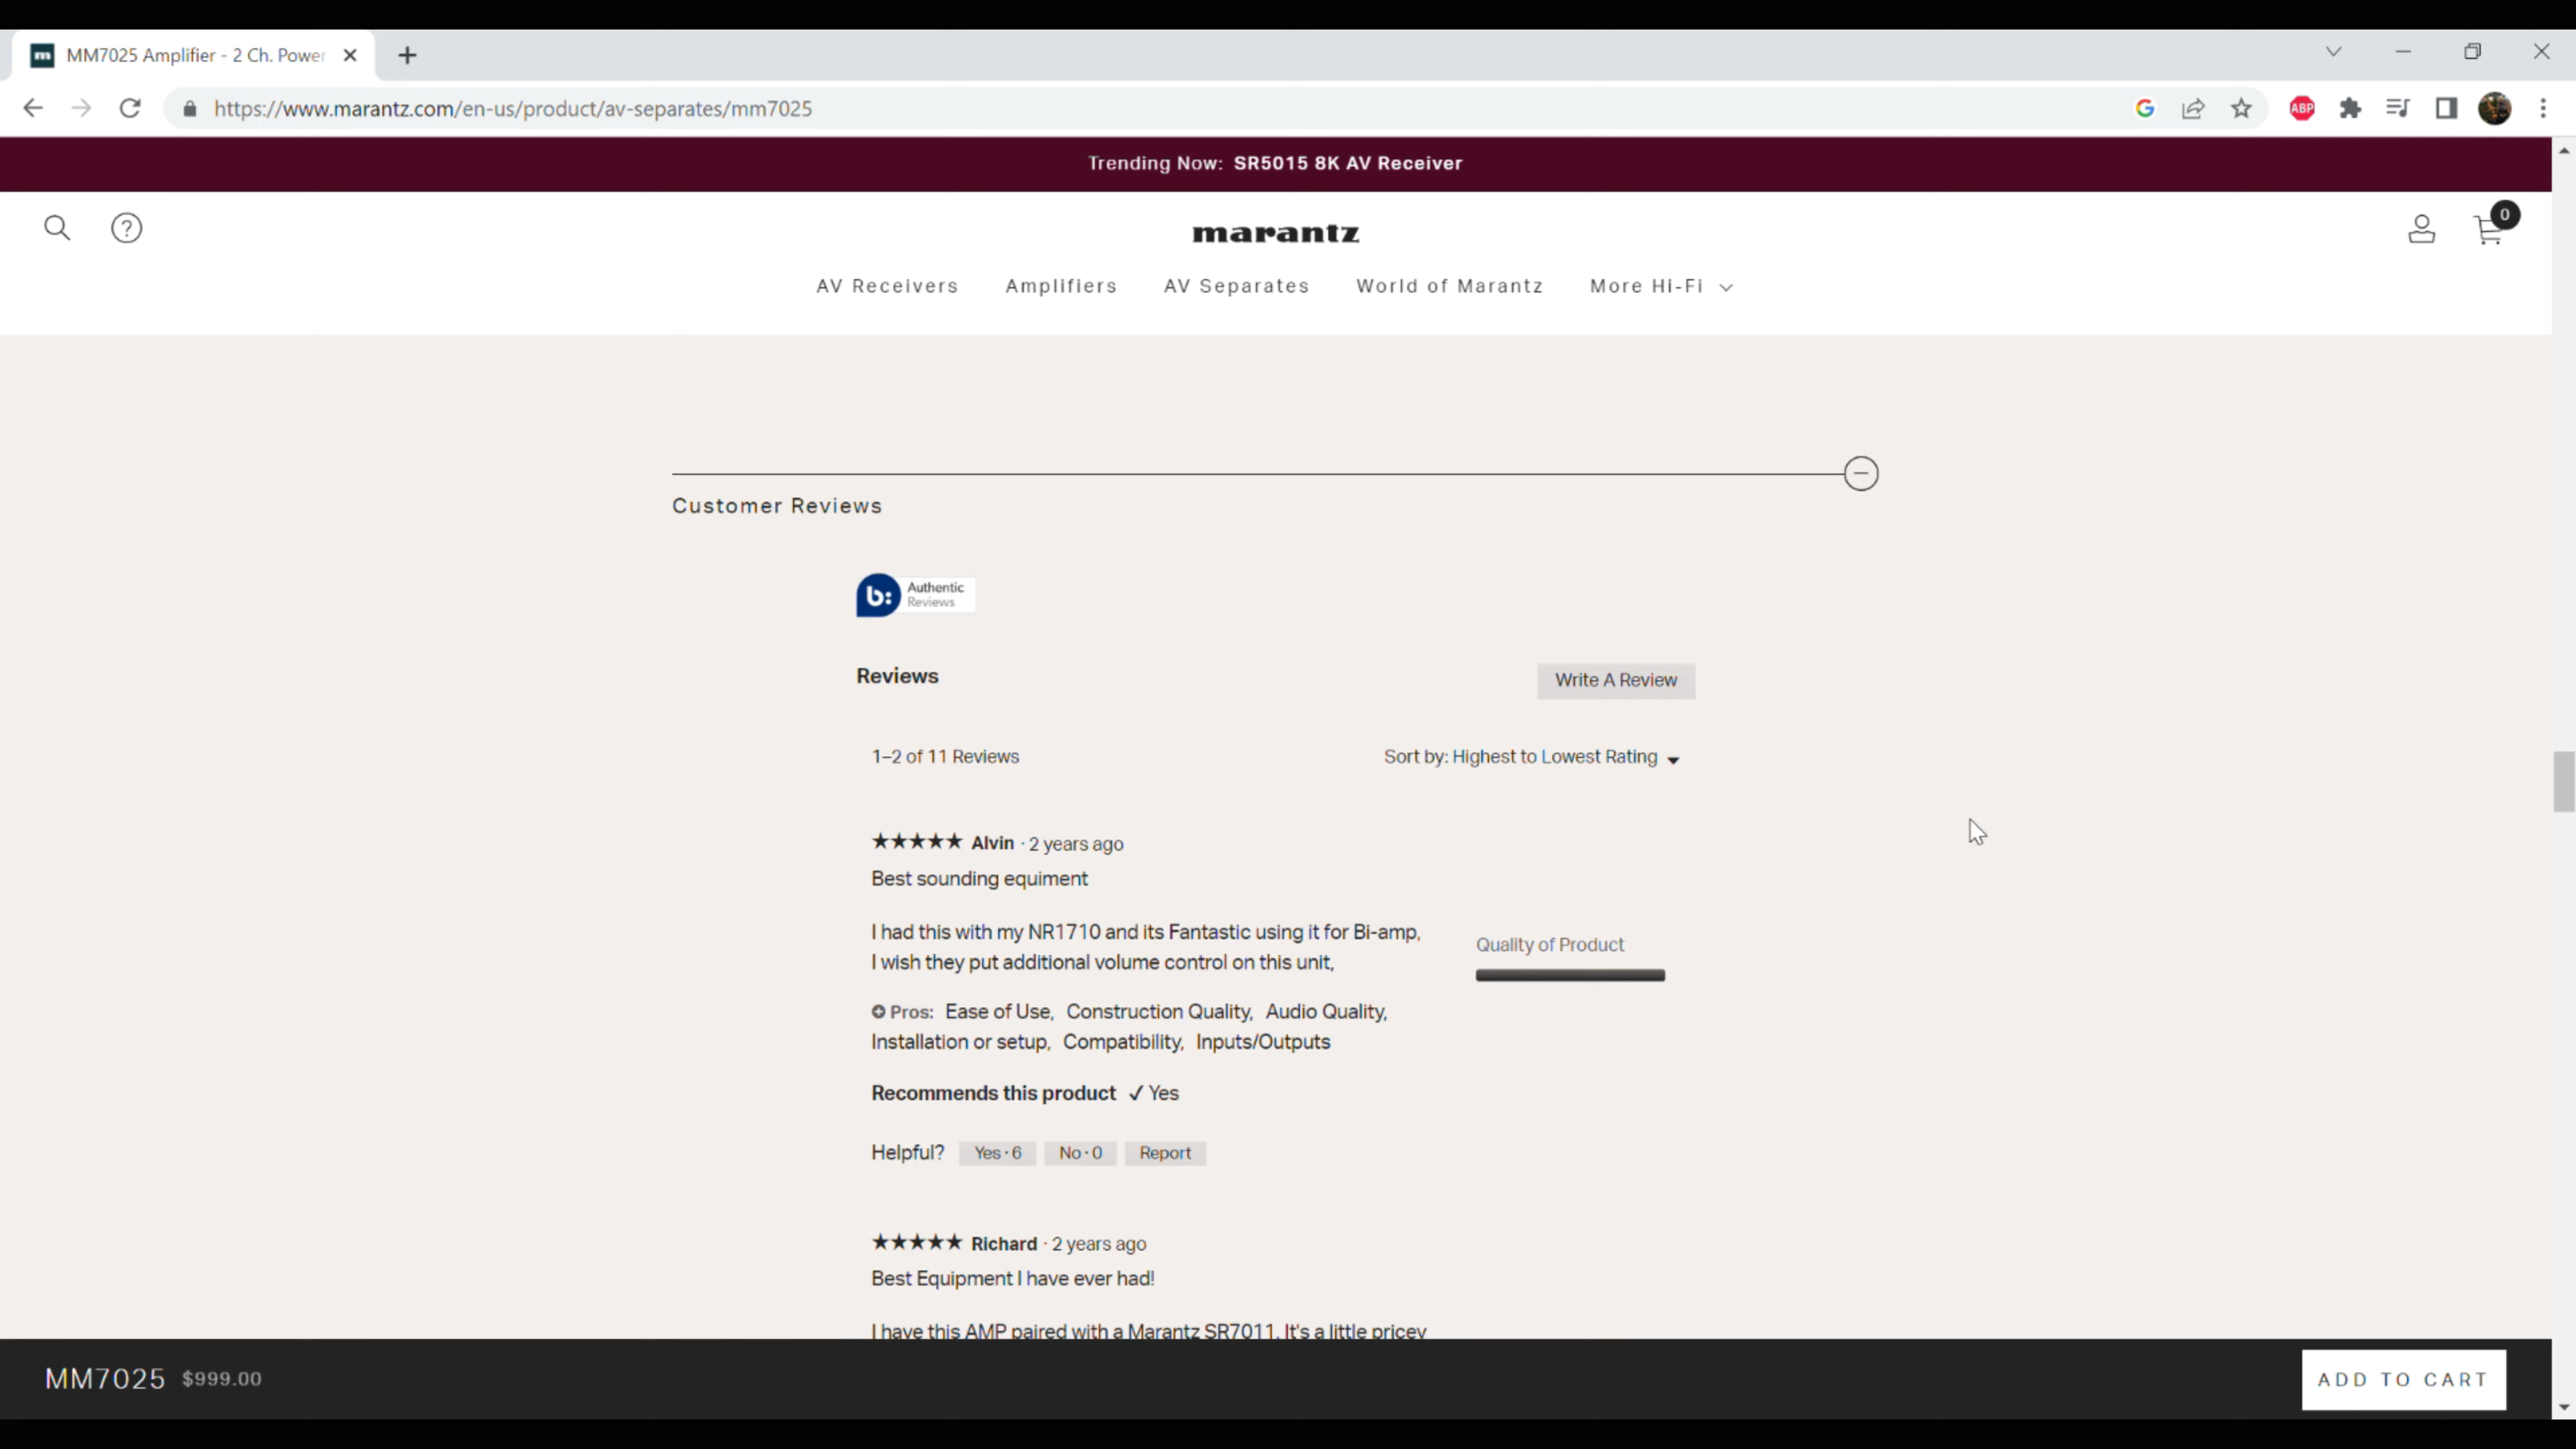 MM7025 Amplifier - 2 Ch. Power
https://www.marantz.com/en-us/product/av-separates/mm7025
ABP
Trending Now: SR5015 8K AV Receiver
marantz
0
AV Receivers
Amplifiers
AV Separates
World of Marantz
More Hi-Fi
Customer Reviews
b:
Authentic
Reviews
Reviews
Write A Review
1–2 of 11 Reviews
Sort by: Highest to Lowest Rating
★★★★★ Alvin · 2 years ago
Best sounding equiment
I had this with my NR1710 and its Fantastic using it for Bi-amp,
I wish they put additional volume control on this unit,
Quality of Product
Pros: Ease of Use, Construction Quality, Audio Quality,
Installation or setup, Compatibility, Inputs/Outputs
Recommends this product ✓ Yes
Helpful? Yes · 6 No · 0 Report
★★★★★ Richard · 2 years ago
Best Equipment I have ever had!
I have this AMP paired with a Marantz SR7011. It's a little pricey
MM7025 $999.00
ADD TO CART